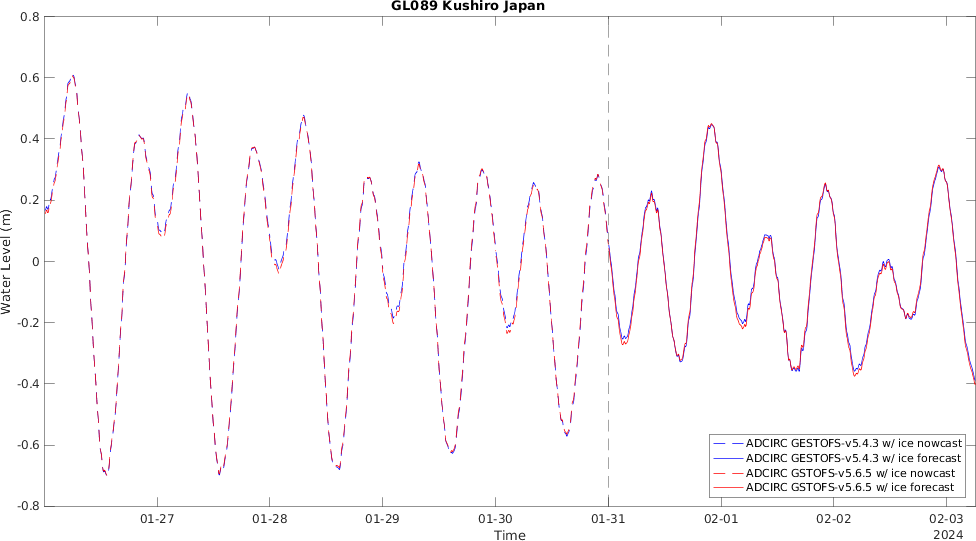 GL089 Kushiro Japan
0.8
0.6
0.4
0.2
0
-0.2
-0.4
-0.6
-0.8
Water Level (m)
ADCIRC GESTOFS-v5.4.3 w/ ice nowcast
ADCIRC GESTOFS-v5.4.3 w/ ice forecast
ADCIRC GSTOFS-v5.6.5 w/ ice nowcast
ADCIRC GSTOFS-v5.6.5 w/ ice forecast
01-27 01-28 01-29 01-30 01-31 02-01 02-02 02-03
2024
Time